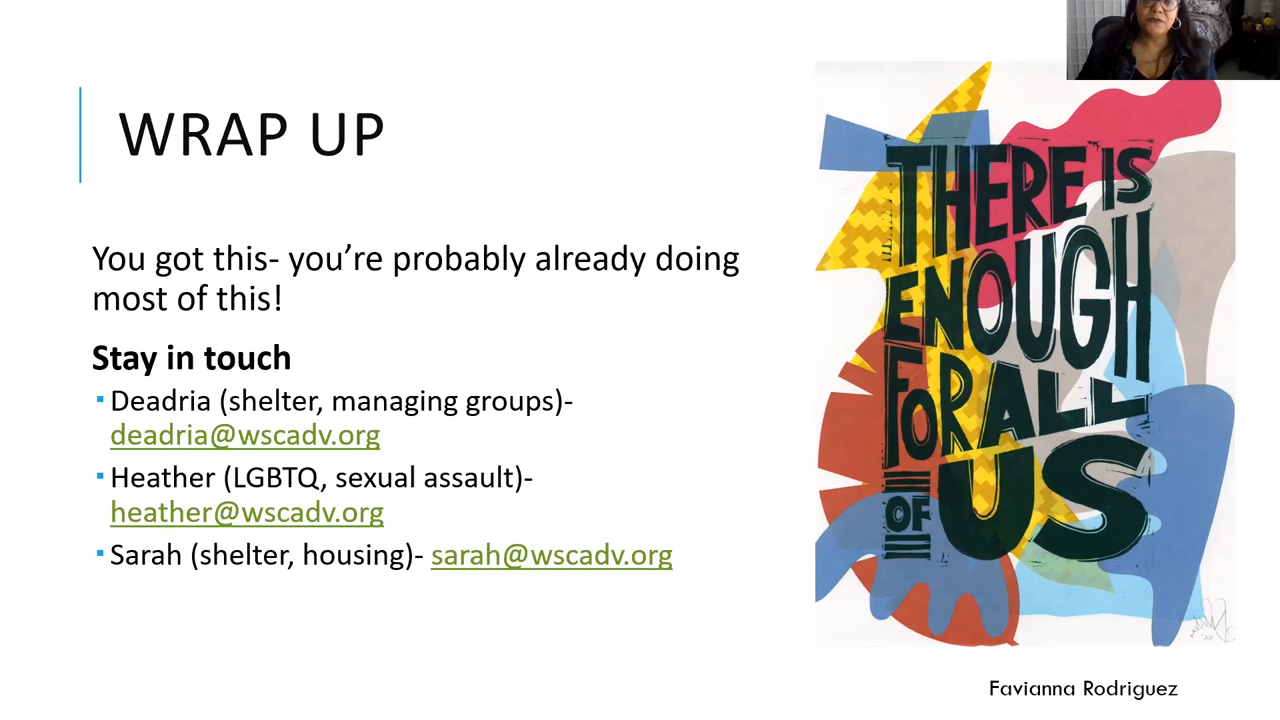 WRAP UP
You got this- you’re probably already doing
most of this!
Stay in touch
Deadria (shelter, managing groups)-
deadria@wscadv.org
Heather (LGBTQ, sexual assault)-
heather@wscadv.org
Sarah (shelter, housing)- sarah@wscadv.org
THERE IS
ENOUGH
FOR ALL
OF US
'20
Favianna Rodriguez